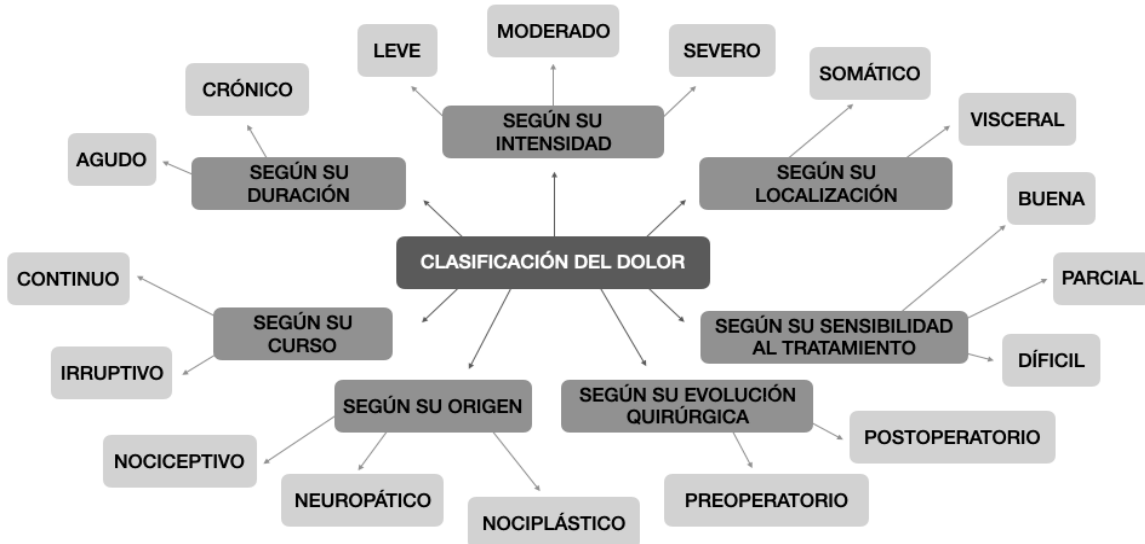 MODERADO
LEVE
SEVERO
SOMÁTICO
CRÓNICO
VISCERAL
SEGÚN SU
INTENSIDAD
AGUDO
SEGÚN SU
DURACIÓN
SEGÚN SU
LOCALIZACIÓN
BUENA
CLASIFICACIÓN DEL DOLOR
CONTINUO
PARCIAL
SEGÚN SU
CURSO
SEGÚN SU SENSIBILIDAD
AL TRATAMIENTO
DÍFICIL
IRRUPTIVO
SEGÚN SU ORIGEN
SEGÚN SU EVOLUCIÓN
QUIRÚRGICA
POSTOPERATORIO
NOCICEPTIVO
NEUROPÁTICO
PREOPERATORIO
NOCIPLÁSTICO